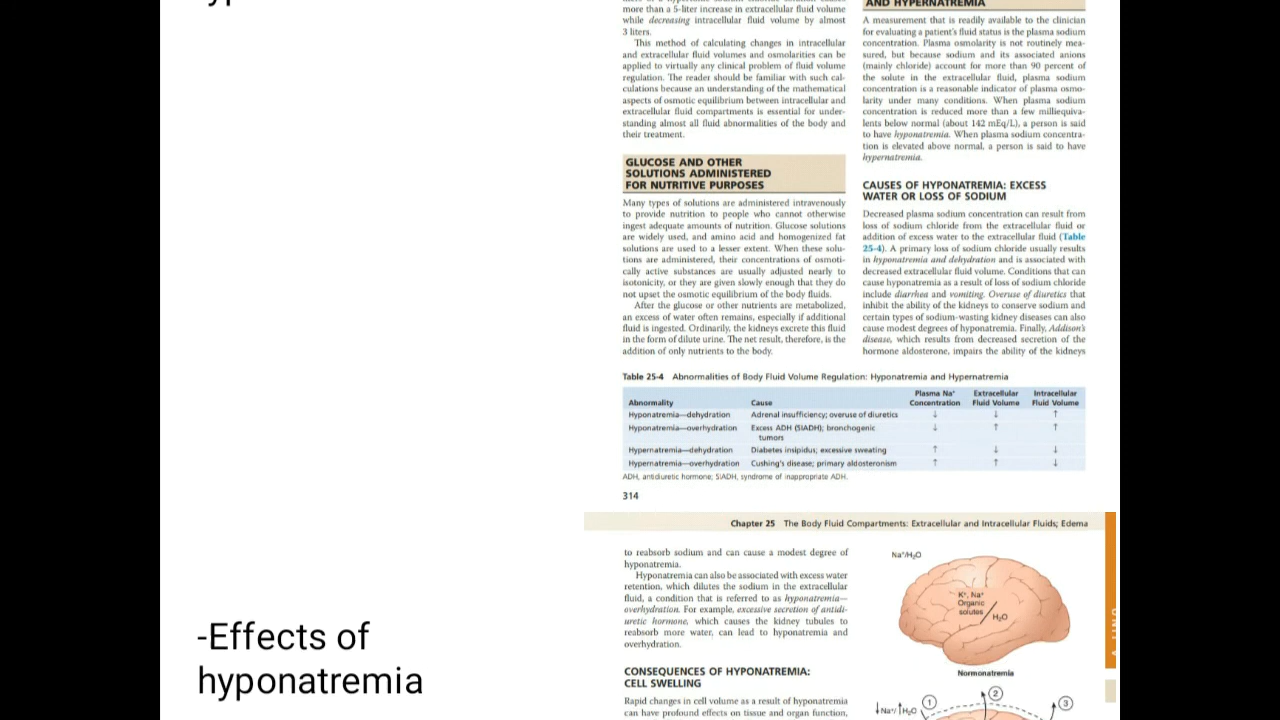 more than a 5-liter increase in extracellular fluid volume
while decreasing intracellular fluid volume by almost
3 liters.
This method of calculating changes in intracellular
and extracellular fluid volumes and osmolarities can be
applied to virtually any clinical problem of fluid volume
regulation. The reader should be familiar with such cal-
culations because an understanding of the mathematical
aspects of osmotic equilibrium between intracellular and
extracellular fluid compartments is essential for under-
standing almost all fluid abnormalities of the body and
their treatment.
GLUCOSE AND OTHER
SOLUTIONS ADMINISTERED
FOR NUTRITIVE PURPOSES
Many types of solutions are administered intravenously
to provide nutrition to people who cannot otherwise
ingest adequate amounts of nutrition. Glucose solutions
are widely used, and amino acid and homogenized fat
solutions are used to a lesser extent. When these solu-
tions are administered, their concentrations of osmoti-
cally active substances are usually adjusted nearly to
isotonicity, or they are given slowly enough that they do
not upset the osmotic equilibrium of the body fluids.
After the glucose or other nutrients are metabolized,
an excess of water often remains, especially if additional
fluid is ingested. Ordinarily, the kidneys excrete this fluid
in the form of dilute urine. The net result, therefore, is the
addition of only nutrients to the body.
AND HYPERNATREMIA
A measurement that is readily available to the clinician
for evaluating a patient's fluid status is the plasma sodium
concentration. Plasma osmolarity is not routinely mea-
sured, but because sodium and its associated anions
(mainly chloride) account for more than 90 percent of
the solute in the extracellular fluid, plasma sodium
concentration is a reasonable indicator of plasma osmo-
larity under many conditions. When plasma sodium
concentration is reduced more than a few milliequiva-
lents below normal (about 142 mEq/L), a person is said
to have hyponatremia. When plasma sodium concentra-
tion is elevated above normal, a person is said to have
hypernatremia.
CAUSES OF HYPONATREMIA: EXCESS
WATER OR LOSS OF SODIUM
Decreased plasma sodium concentration can result from
loss of sodium chloride from the extracellular fluid or
addition of excess water to the extracellular fluid (Table
25-4). A primary loss of sodium chloride usually results
in hyponatremia and dehydration and is associated with
decreased extracellular fluid volume. Conditions that can
cause hyponatremia as a result of loss of sodium chloride
include diarrhea and vomiting. Overuse of diuretics that
inhibit the ability of the kidneys to conserve sodium and
certain types of sodium-wasting kidney diseases can also
cause modest degrees of hyponatremia. Finally, Addison's
disease, which results from decreased secretion of the
hormone aldosterone, impairs the ability of the kidneys
Table 25-4 Abnormalities of Body Fluid Volume Regulation: Hyponatremia and Hypernatremia
Abnormality Cause Plasma Na⁺ Concentration Extracellular Fluid Volume Intracellular Fluid Volume
Hyponatremia—dehydration Adrenal insufficiency; overuse of diuretics ↓ ↓ ↑
Hyponatremia—overhydration Excess ADH (SIADH); bronchogenic tumors ↓ ↑ ↑
Hypernatremia—dehydration Diabetes insipidus; excessive sweating ↑ ↓ ↓
Hypernatremia—overhydration Cushing's disease; primary aldosteronism ↑ ↑ ↓
ADH, antidiuretic hormone; SIADH, syndrome of inappropriate ADH.
314
Chapter 25 The Body Fluid Compartments: Extracellular and Intracellular Fluids; Edema
to reabsorb sodium and can cause a modest degree of
hyponatremia.
Hyponatremia can also be associated with excess water
retention, which dilutes the sodium in the extracellular
fluid, a condition that is referred to as hyponatremia—
overhydration. For example, excessive secretion of antidi-
uretic hormone, which causes the kidney tubules to
reabsorb more water, can lead to hyponatremia and
overhydration.
CONSEQUENCES OF HYPONATREMIA:
CELL SWELLING
Rapid changes in cell volume as a result of hyponatremia
can have profound effects on tissue and organ function,
Na⁺/H₂O
K⁺, Na⁺
Organic
solutes
H₂O
Normonatremia
↓Na⁺/↑H₂O
1
2
3
-Effects of
hyponatremia